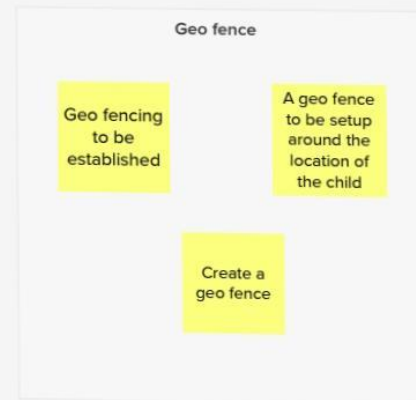 Geo fence
Geo fencing
to be
established
A geo fence
to be setup
around the
location of
the child
Create a
geo fence